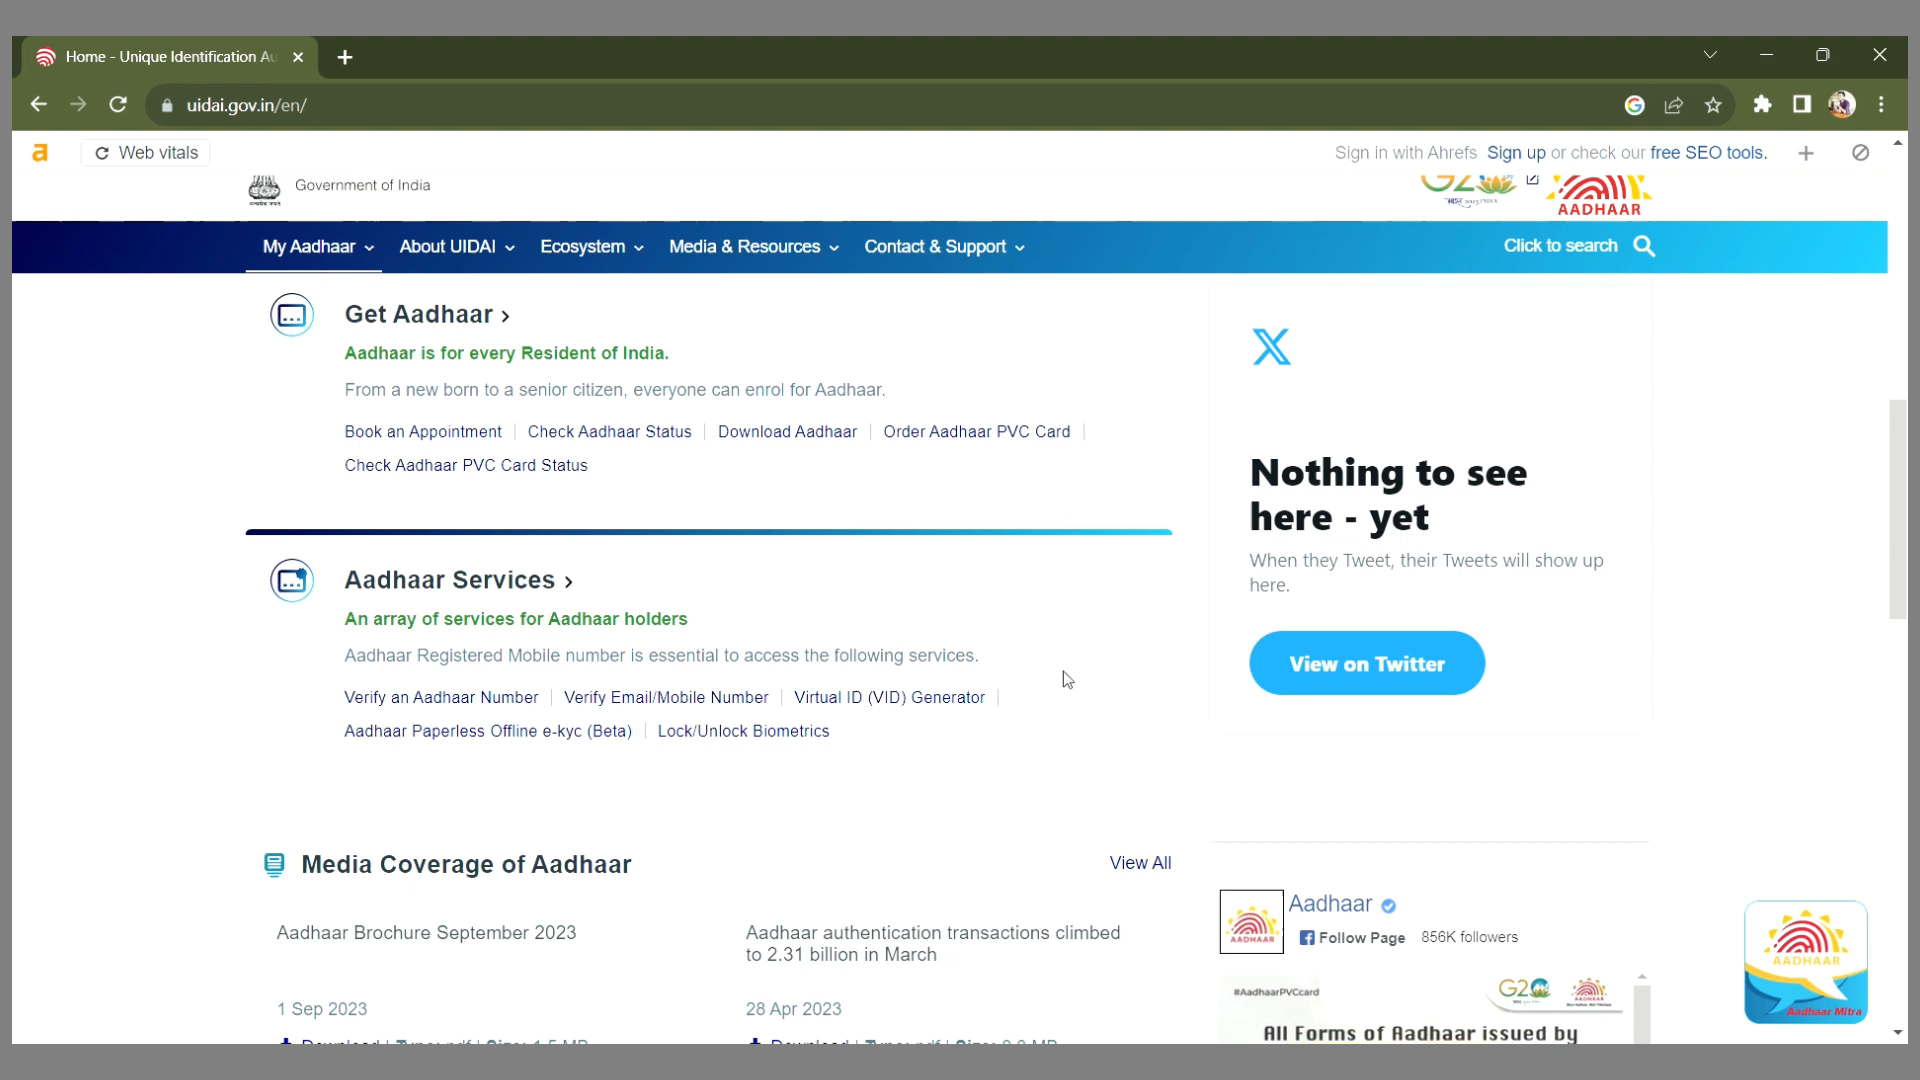 Home - Unique Identification Au
uidai.gov.in/en/
a Web vitals
Sign in with Ahrefs Sign up or check our free SEO tools.
Government of India
AADHAAR
My Aadhaar About UIDAI Ecosystem Media & Resources Contact & Support
Click to search
Get Aadhaar
Aadhaar is for every Resident of India.
From a new born to a senior citizen, everyone can enrol for Aadhaar.
Book an Appointment Check Aadhaar Status Download Aadhaar Order Aadhaar PVC Card
Check Aadhaar PVC Card Status
Aadhaar Services
An array of services for Aadhaar holders
Aadhaar Registered Mobile number is essential to access the following services.
Verify an Aadhaar Number Verify Email/Mobile Number Virtual ID (VID) Generator
Aadhaar Paperless Offline e-kyc (Beta) Lock/Unlock Biometrics
X
Nothing to see
here - yet
When they Tweet, their Tweets will show up
here.
View on Twitter
Media Coverage of Aadhaar
View All
Aadhaar Brochure September 2023
1 Sep 2023
Aadhaar authentication transactions climbed
to 2.31 billion in March
28 Apr 2023
Aadhaar
Follow Page 856K followers
AADHAAR
#AadhaarPVCcard
G20
All Forms of Aadhaar issued by
AADHAAR
Aadhaar Mitra